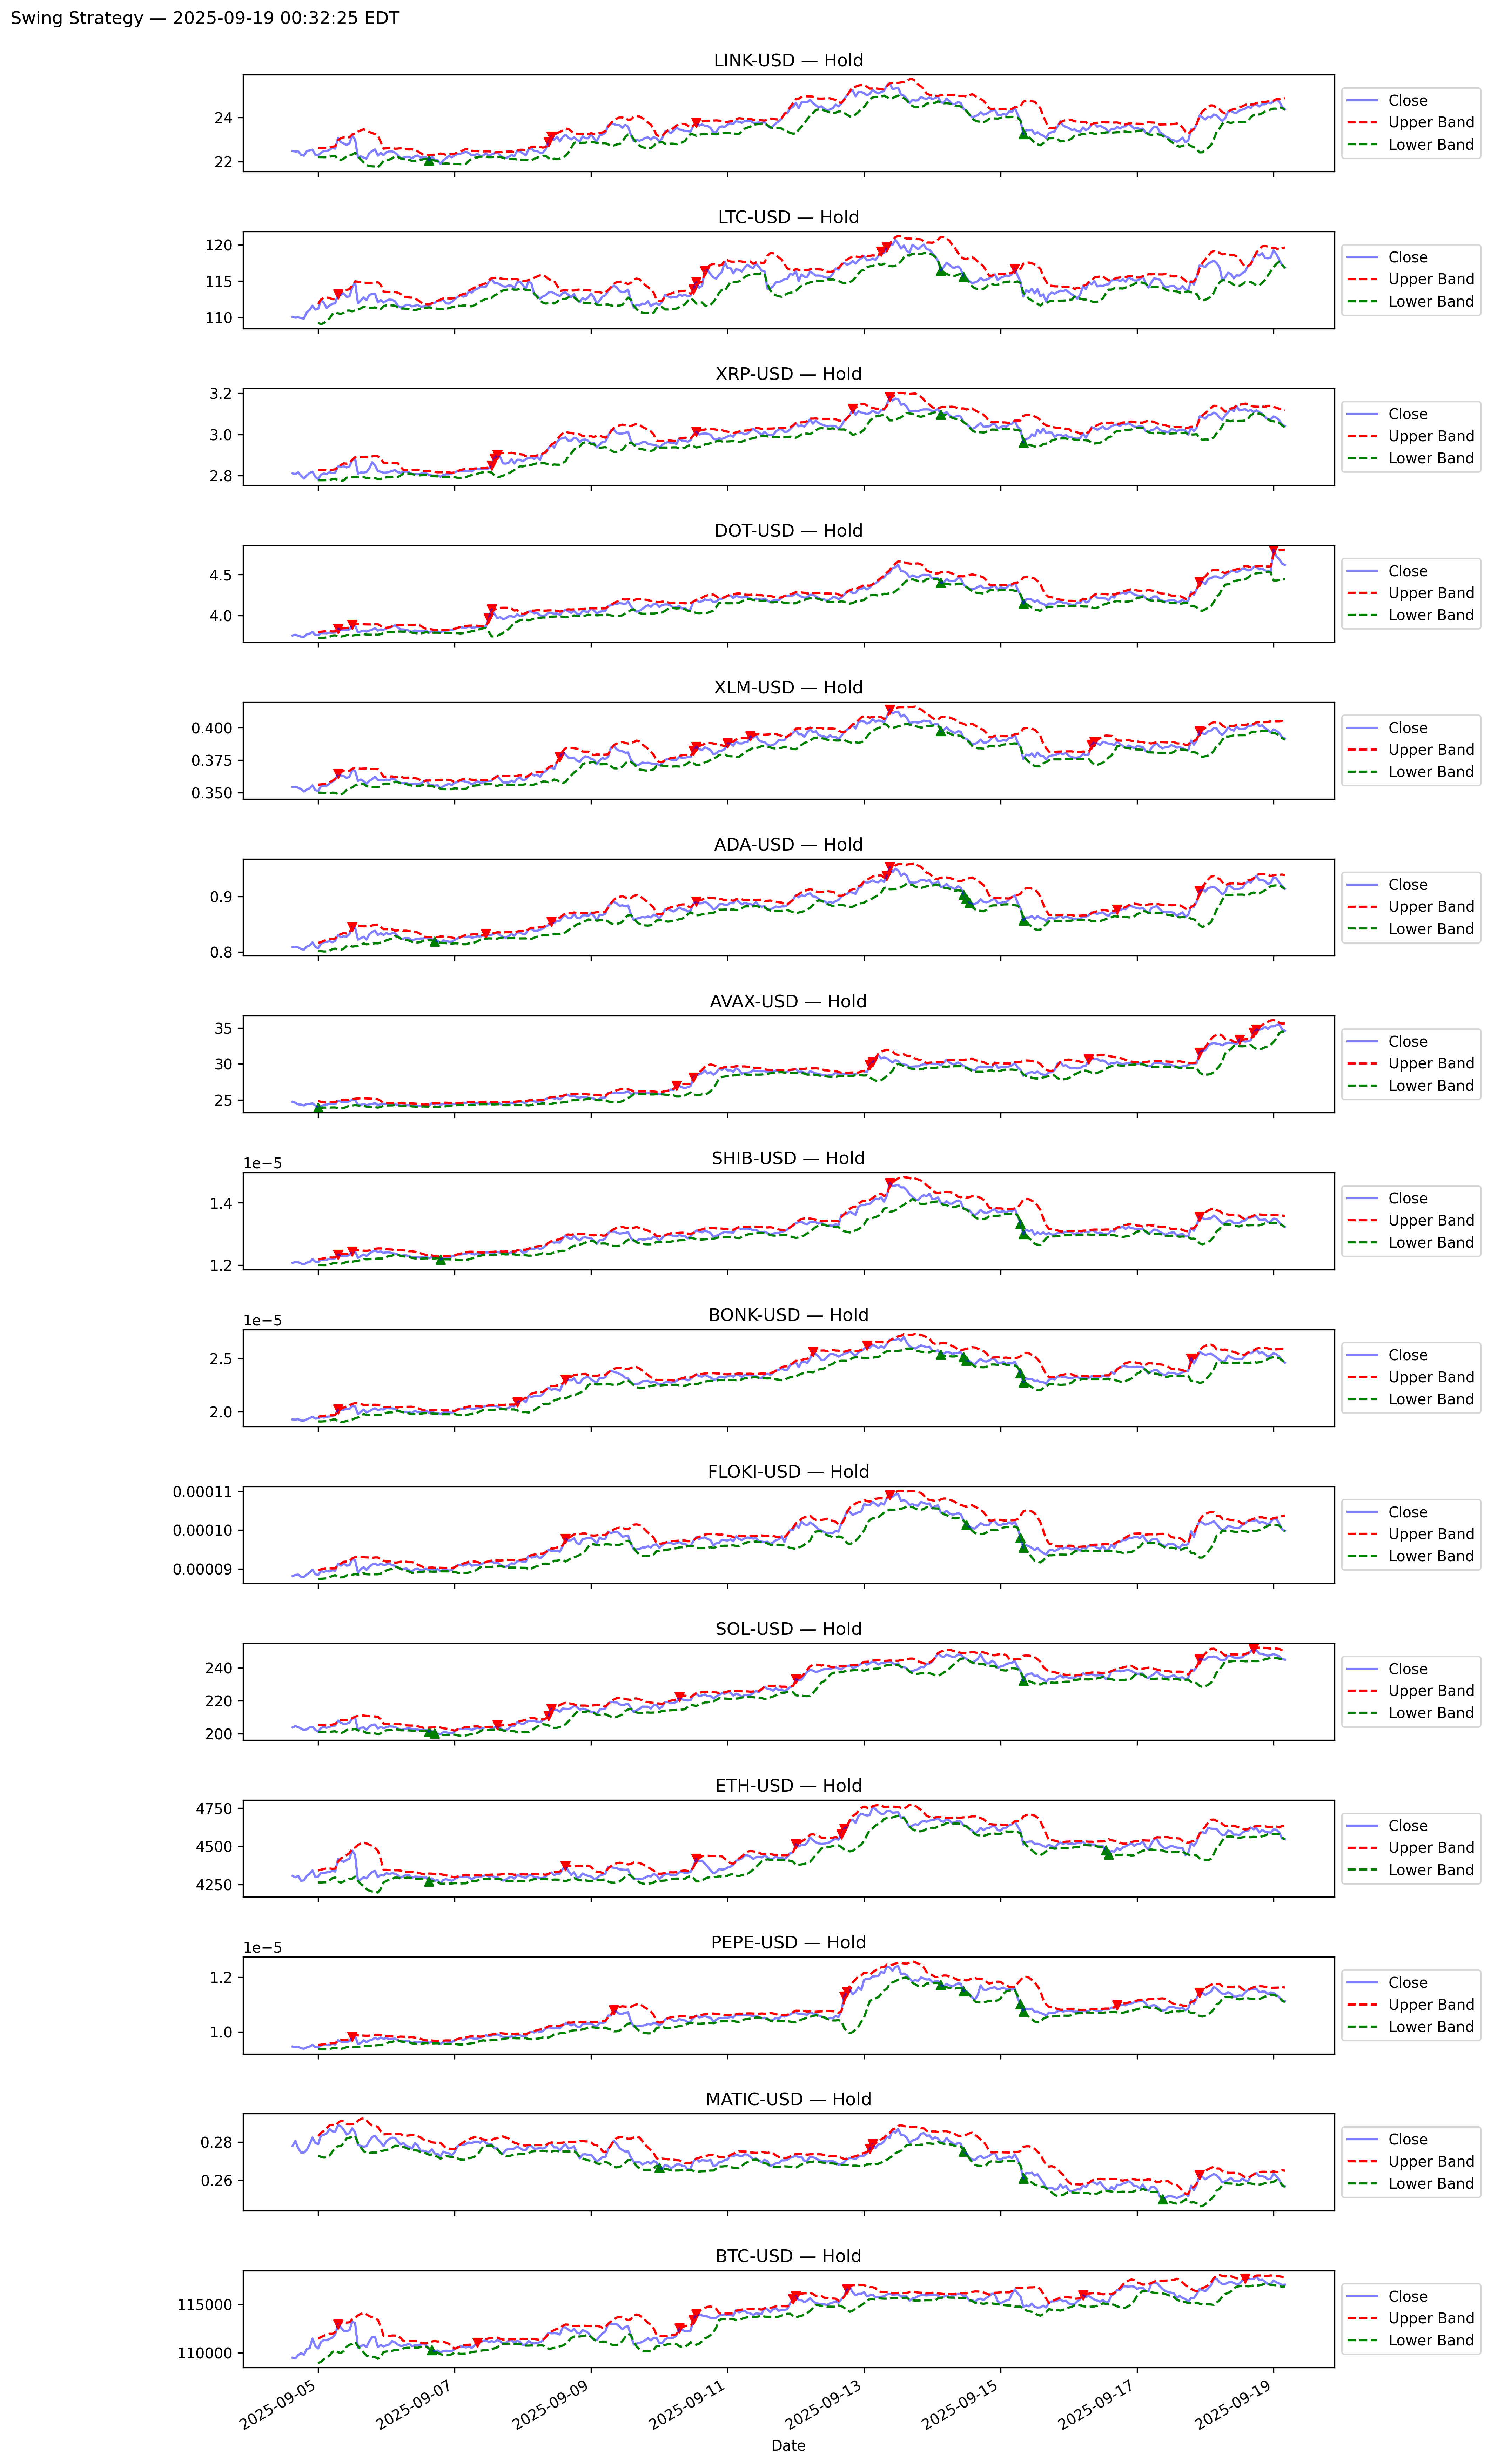 Swing Strategy — 2025-09-19 00:32:25 EDT
LINK-USD — Hold
24
22
Close
Upper Band
Lower Band
LTC-USD — Hold
120
115
110
Close
Upper Band
Lower Band
XRP-USD — Hold
3.2
3.0
2.8
Close
Upper Band
Lower Band
DOT-USD — Hold
4.5
4.0
Close
Upper Band
Lower Band
XLM-USD — Hold
0.400
0.375
0.350
Close
Upper Band
Lower Band
ADA-USD — Hold
0.9
0.8
Close
Upper Band
Lower Band
AVAX-USD — Hold
35
30
25
Close
Upper Band
Lower Band
SHIB-USD — Hold
1e−5
1.4
1.2
Close
Upper Band
Lower Band
BONK-USD — Hold
1e−5
2.5
2.0
Close
Upper Band
Lower Band
FLOKI-USD — Hold
0.00011
0.00010
0.00009
Close
Upper Band
Lower Band
SOL-USD — Hold
240
220
200
Close
Upper Band
Lower Band
ETH-USD — Hold
4750
4500
4250
Close
Upper Band
Lower Band
PEPE-USD — Hold
1e−5
1.2
1.0
Close
Upper Band
Lower Band
MATIC-USD — Hold
0.28
0.26
Close
Upper Band
Lower Band
BTC-USD — Hold
115000
110000
Close
Upper Band
Lower Band
2025-09-05
2025-09-07
2025-09-09
2025-09-11
2025-09-13
2025-09-15
2025-09-17
2025-09-19
Date